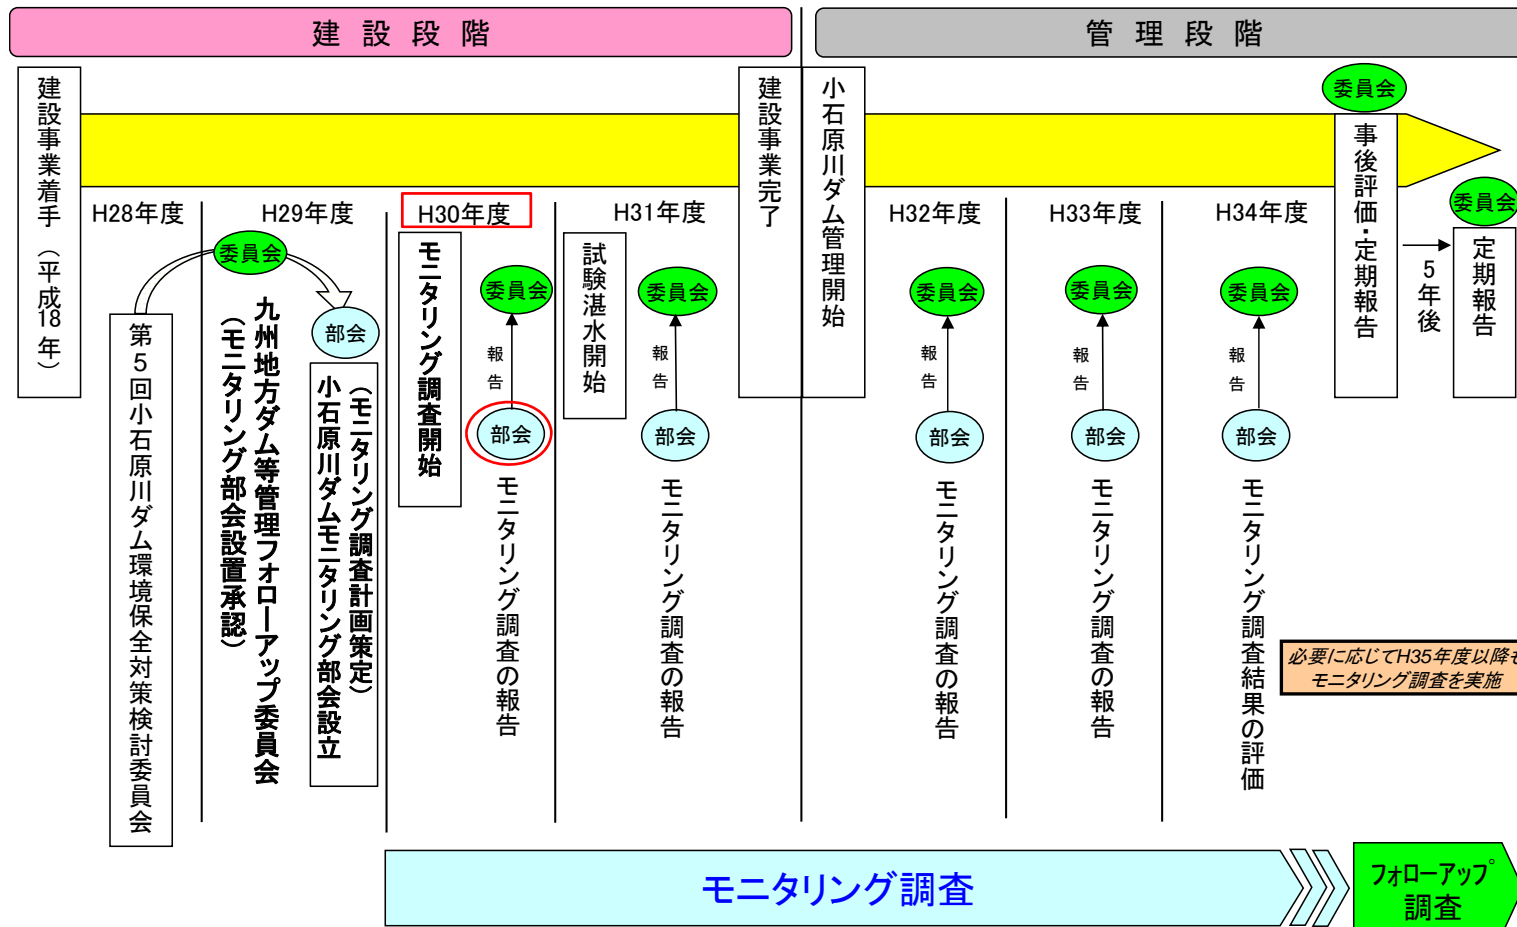 建設段階
管理段階
建設事業着手（平成18年）
建設事業完了
小石原川ダム管理開始
委員会
事後評価・定期報告
5年後
委員会
定期報告
H28年度
H29年度
H30年度
H31年度
H32年度
H33年度
H34年度
第5回小石原川ダム環境保全対策検討委員会
委員会
九州地方ダム等管理フォローアップ委員会
（モニタリング部会設置承認）
部会
（モニタリング調査計画策定）
小石原川ダムモニタリング部会設立
モニタリング調査開始
委員会
報告
部会
モニタリング調査の報告
試験湛水開始
委員会
報告
部会
モニタリング調査の報告
委員会
報告
部会
モニタリング調査の報告
委員会
報告
部会
モニタリング調査の報告
委員会
報告
部会
モニタリング調査結果の評価
必要に応じてH35年度以降も
モニタリング調査を実施
モニタリング調査
フォローアップ
調査